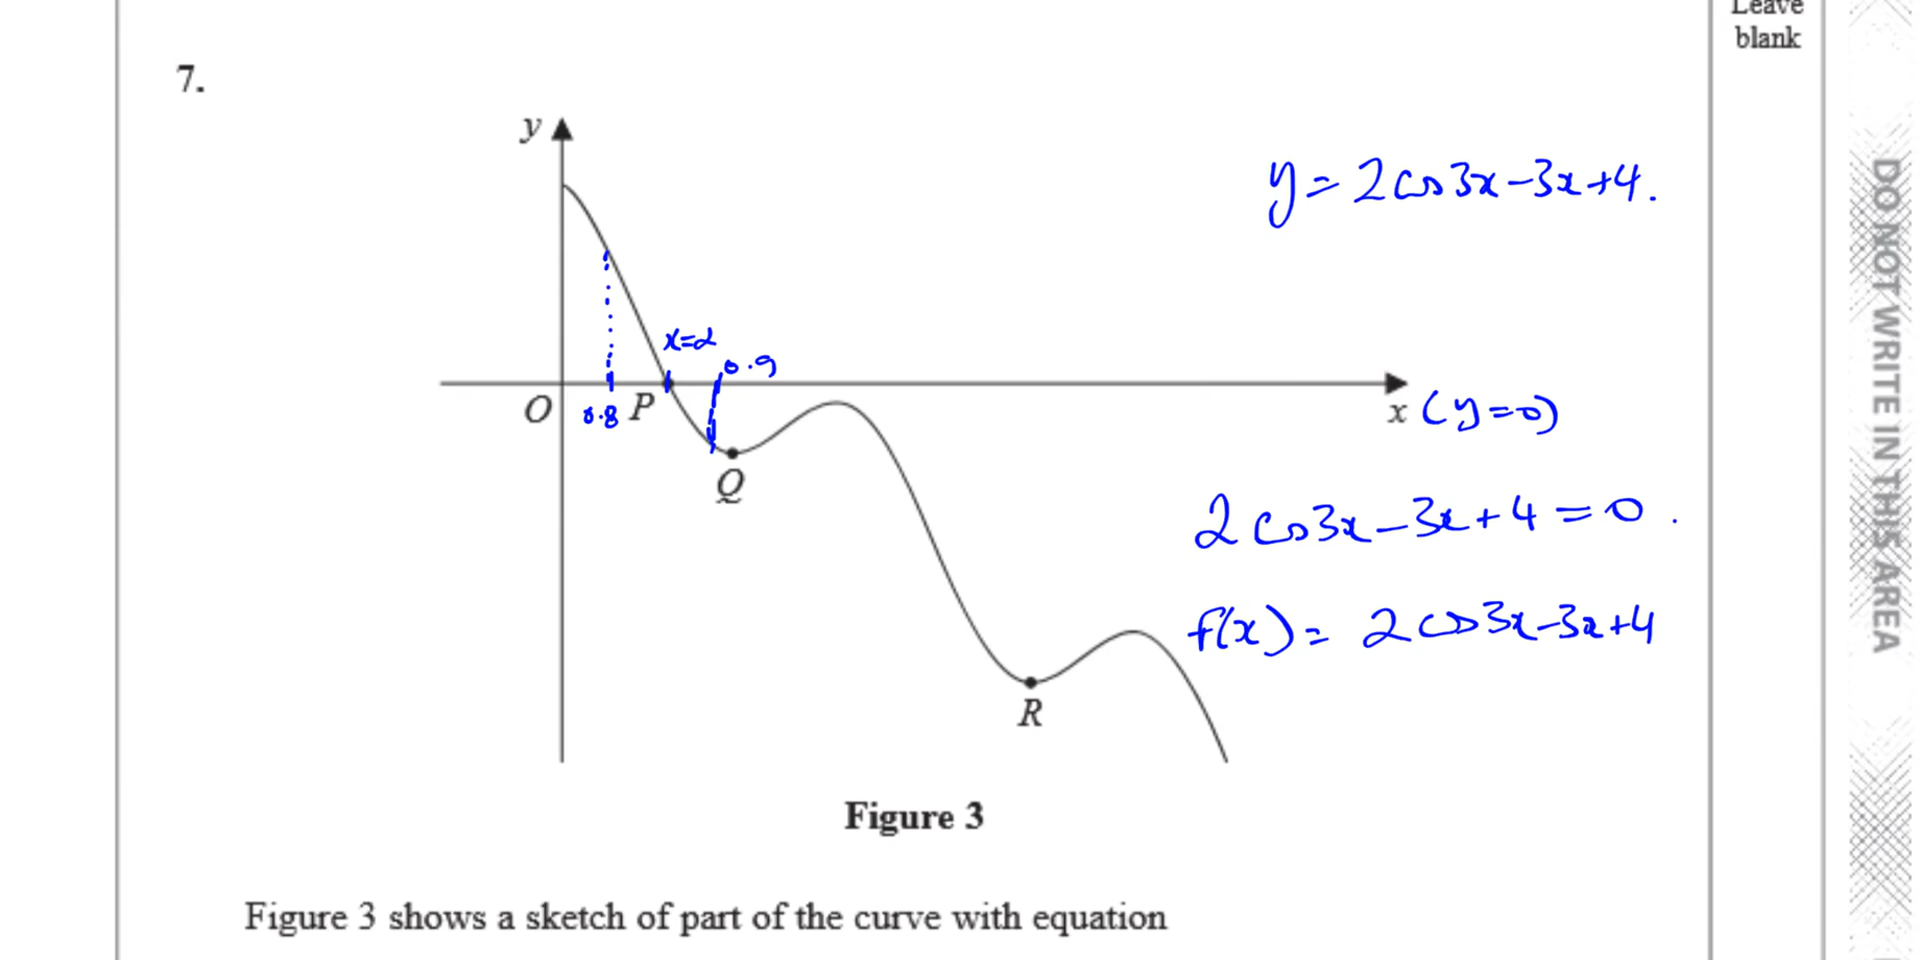 Leave
blank
7.
y
y = 2cos3x-3x+4.
x=α
0.9
O
0.8
P
x
(y=0)
Q
2cos3x-3x+4=0.
f(x) = 2cos3x-3x+4
R
Figure 3
Figure 3 shows a sketch of part of the curve with equation
DO NOT WRITE IN THIS AREA